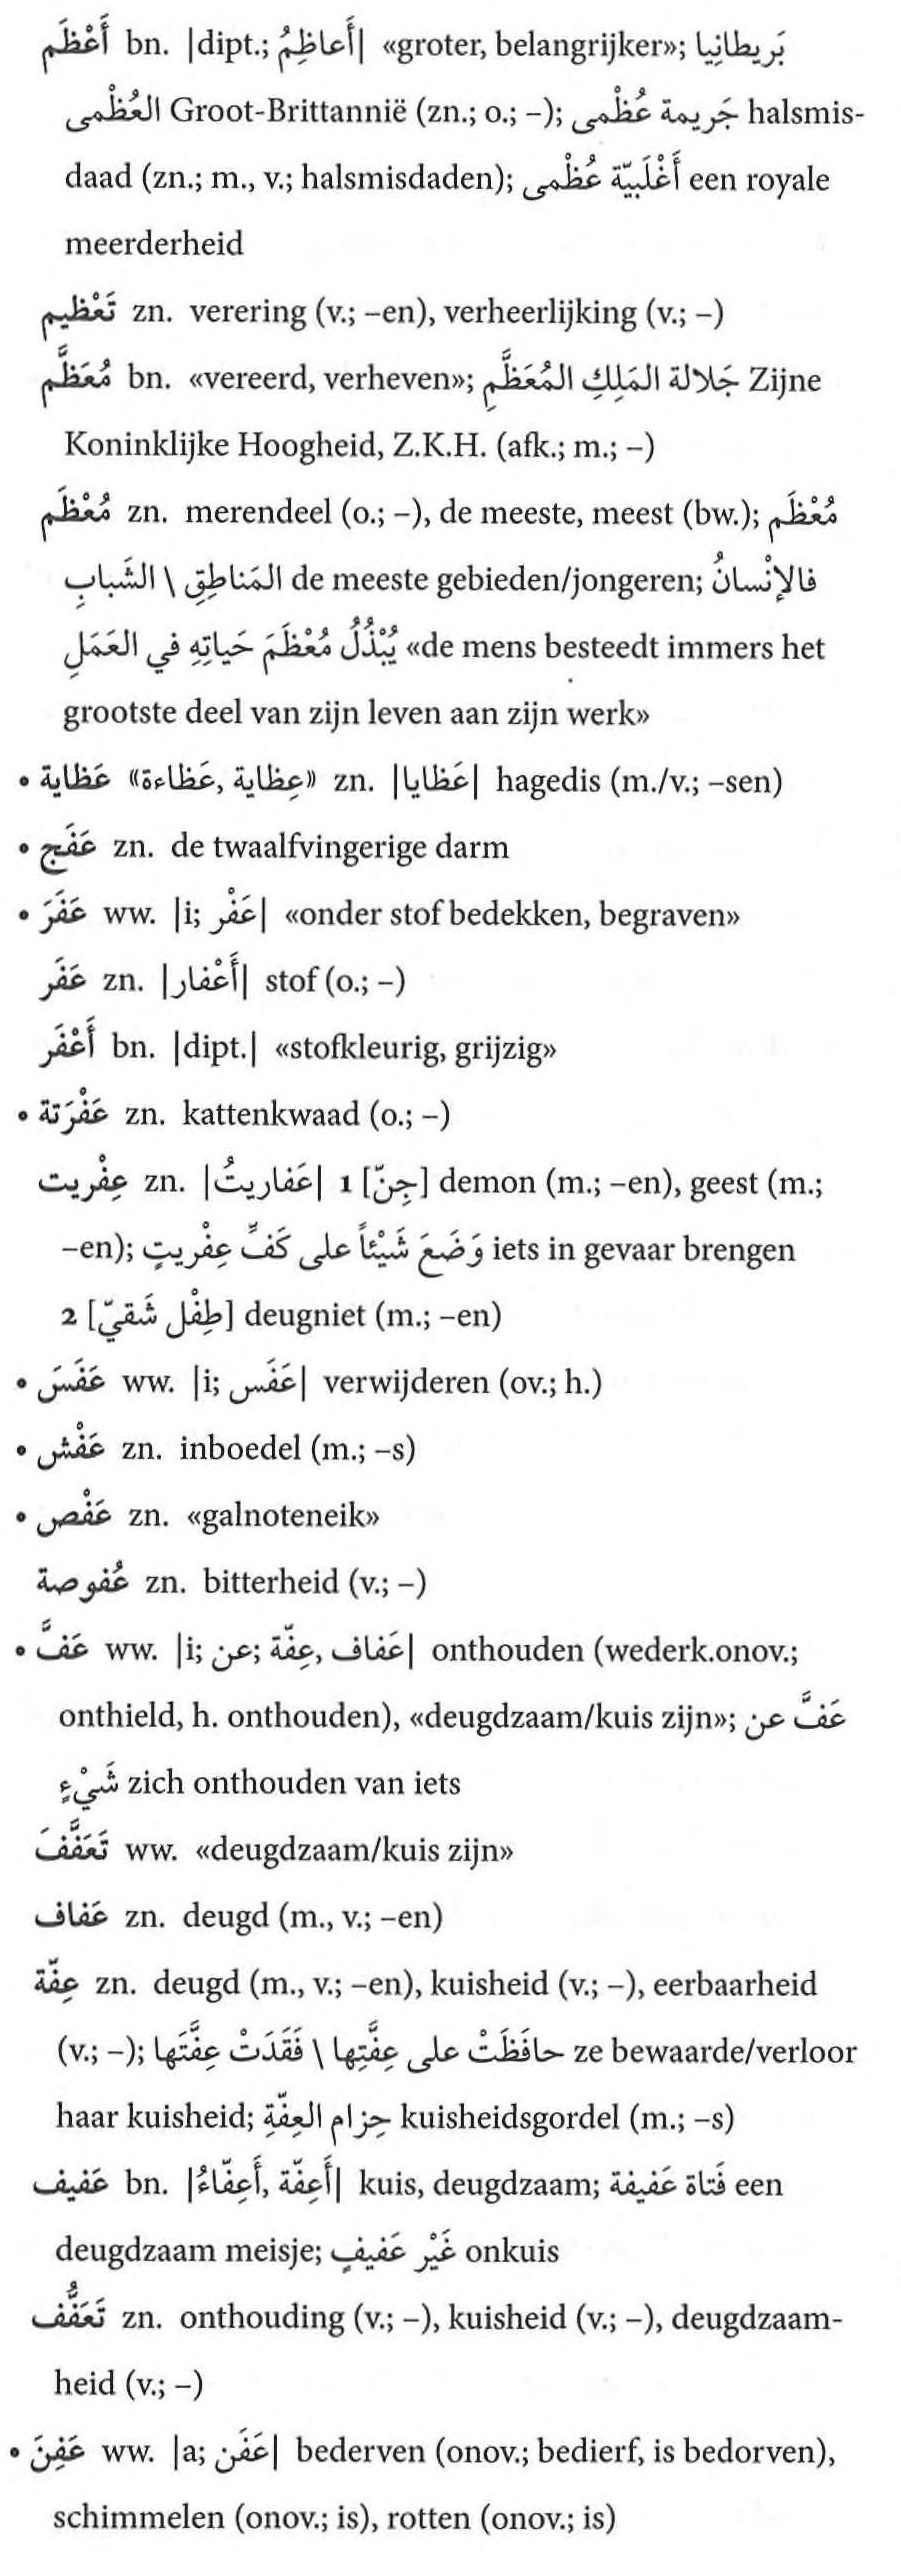 أَعْظَم bn. |dipt.; أَعاظِمُ| «groter, belangrijker»; بَريطانِيا
العُظْمى Groot-Brittannië (zn.; o.; –); جَريمة عُظْمى halsmis-
daad (zn.; m., v.; halsmisdaden); أَغْلَبِيّة عُظْمى een royale
meerderheid
تَعْظيم zn. verering (v.; –en), verheerlijking (v.; –)
مُعَظَّم bn. «vereerd, verheven»; جَلالة المَلِكِ المُعَظَّمِ Zijne
Koninklijke Hoogheid, Z.K.H. (afk.; m.; –)
مُعْظَم zn. merendeel (o.; –), de meeste, meest (bw.); مُعْظَم
المَناطِقِ \ الشَبابِ de meeste gebieden/jongeren; فالإنْسانُ
يُبْذُلُ مُعْظَمَ حَياتِهِ في العَمَلِ «de mens besteedt immers het
grootste deel van zijn leven aan zijn werk»
• عَظاية «عِظاية, عَظاءة» zn. |عَظايا| hagedis (m./v.; –sen)
• عَفَج zn. de twaalfvingerige darm
• عَفَرَ ww. |i; عَفْر| «onder stof bedekken, begraven»
عَفَر zn. |أَعْفار| stof (o.; –)
أَعْفَر bn. |dipt.| «stofkleurig, grijzig»
• عَفْرَتة zn. kattenkwaad (o.; –)
عِفْريت zn. |عَفاريتُ| 1 [جِنّ] demon (m.; –en), geest (m.;
–en); وَضَعَ شَيْئاً على كَفِّ عِفْريتٍ iets in gevaar brengen
2 [طِفْل شَقيّ] deugniet (m.; –en)
• عَفَسَ ww. |i; عَفَس| verwijderen (ov.; h.)
• عَفْش zn. inboedel (m.; –s)
• عَفْص zn. «galnoteneik»
عُفوصة zn. bitterheid (v.; –)
• عَفَّ ww. |i; عن; عَفاف, عِفّة| onthouden (wederk.onov.;
onthield, h. onthouden), «deugdzaam/kuis zijn»; عَفَّ عن
شَيْءٍ zich onthouden van iets
تَعَفَّفَ ww. «deugdzaam/kuis zijn»
عَفاف zn. deugd (m., v.; –en)
عِفّة zn. deugd (m., v.; –en), kuisheid (v.; –), eerbaarheid
(v.; –); حافَظَتْ على عِفَّتِها \ فَقَدَتْ عِفَّتَها ze bewaarde/verloor
haar kuisheid; حِزام العِفّةِ kuisheidsgordel (m.; –s)
عَفيف bn. |أَعِفّة, أَعِفّاءُ| kuis, deugdzaam; فَتاة عَفيفة een
deugdzaam meisje; غَيْر عَفيفٍ onkuis
تَعَفُّف zn. onthouding (v.; –), kuisheid (v.; –), deugdzaam-
heid (v.; –)
• عَفِنَ ww. |a; عَفَن| bederven (onov.; bedierf, is bedorven),
schimmelen (onov.; is), rotten (onov.; is)